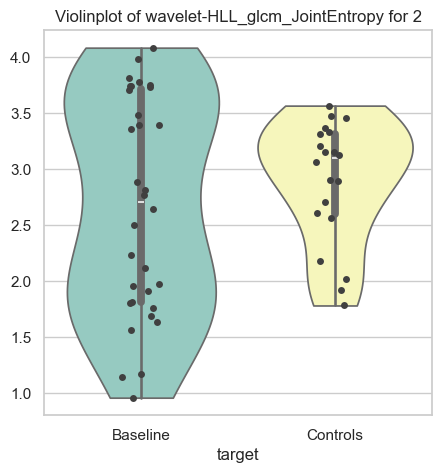 Violinplot of wavelet-HLL_glcm_JointEntropy for 2
4.0
3.5
3.0
2.5
2.0
1.5
1.0
Baseline
Controls
target